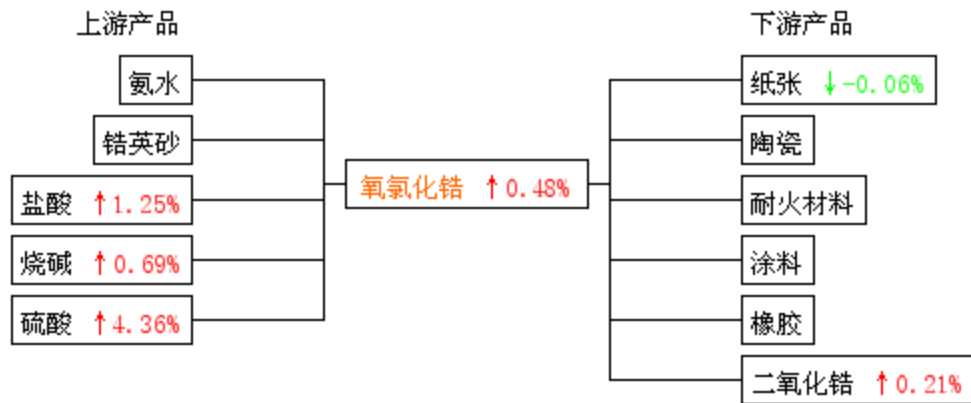 上游产品
下游产品
氨水
锆英砂
盐酸 ↑1.25%
烧碱 ↑0.69%
硫酸 ↑4.36%
氧氯化锆 ↑0.48%
纸张 ↓-0.06%
陶瓷
耐火材料
涂料
橡胶
二氧化锆 ↑0.21%